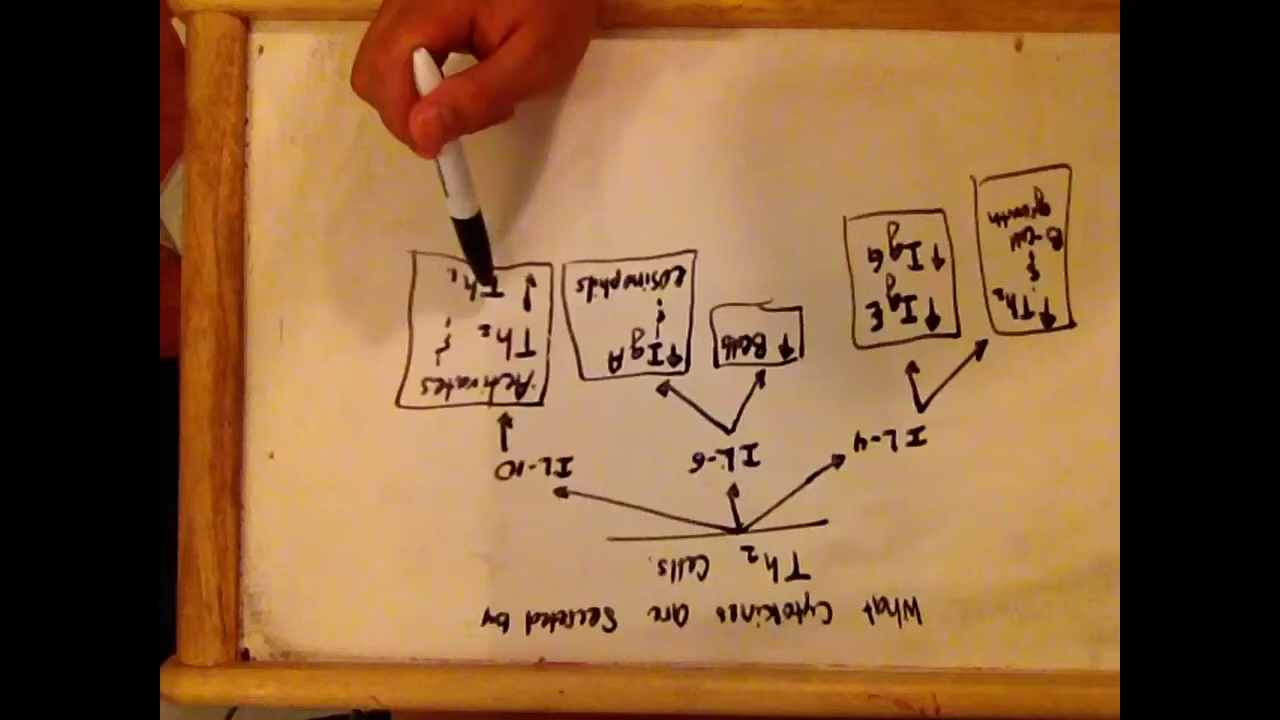 What Cytokines are Secreted by
Th₂ Cells.
IL-4
IL-6
IL-10
↑Th₂
&
B-cell
growth
↑IgE
↑IgG
↑Bcells
↑IgA
&
eosinophils
Activates
Th₂
&
↓Th₁